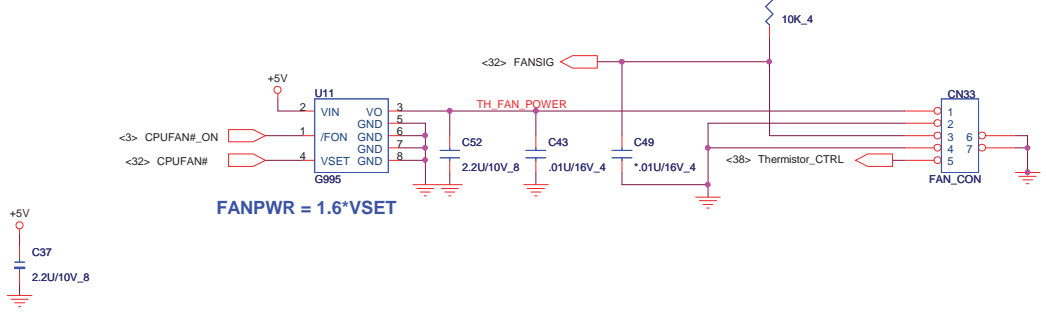 10K_4
<32> FANSIG
+5V
U11
CN33
2 VIN VO 3
TH_FAN_POWER
1
GND 5
2
<3> CPUFAN#_ON 1 /FON GND 6
3 6
GND 7
C52
C43
C49
4 7
<32> CPUFAN# 4 VSET GND 8
<38> Thermistor_CTRL
5
2.2U/10V_8
.01U/16V_4
*.01U/16V_4
G995
FAN_CON
FANPWR = 1.6*VSET
+5V
C37
2.2U/10V_8